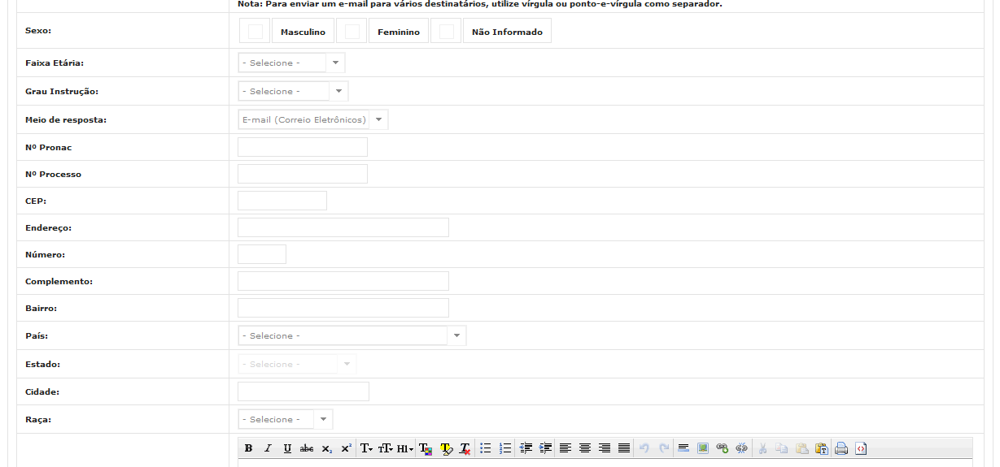 Nota: Para enviar um e-mail para vários destinatários, utilize vírgula ou ponto-e-vírgula como separador.
Sexo: Masculino Feminino Não Informado
Faixa Etária: - Selecione -
Grau Instrução: - Selecione -
Meio de resposta: E-mail (Correio Eletrônicos)
Nº Pronac
Nº Processo
CEP:
Endereço:
Número:
Complemento:
Bairro:
País: - Selecione -
Estado: - Selecione -
Cidade:
Raça: - Selecione -
B I U abc x₂ x² T tT H1 T T T